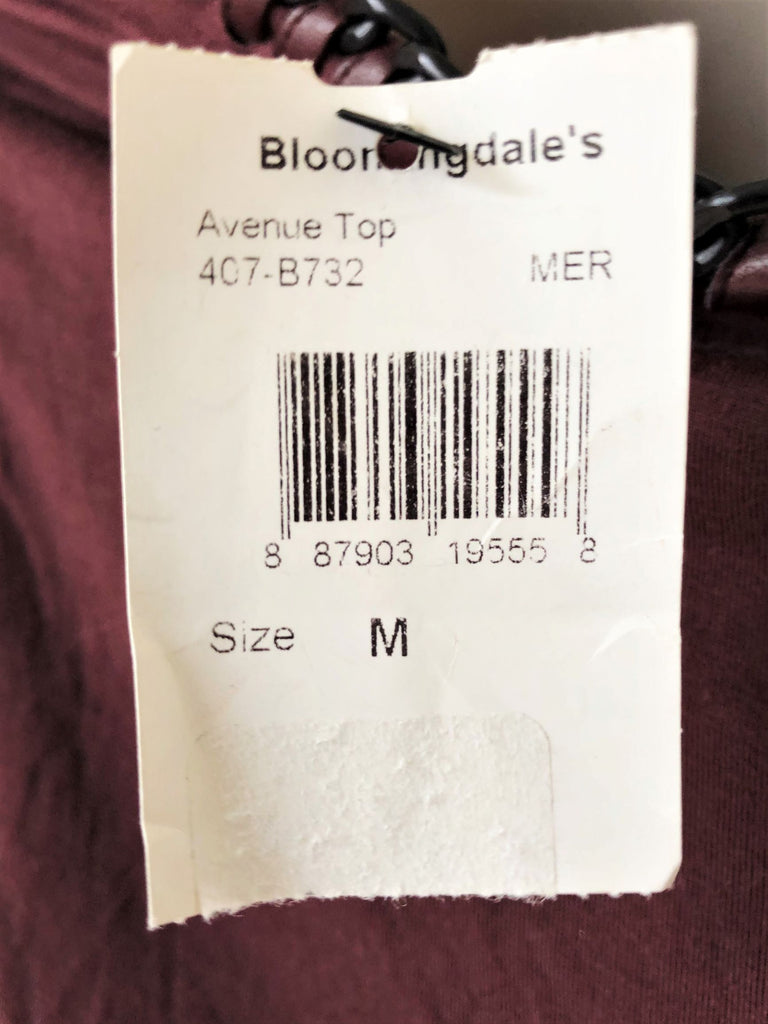 Bloomingdale's
Avenue Top
407-B732 MER
8 87903 19555 8
Size M